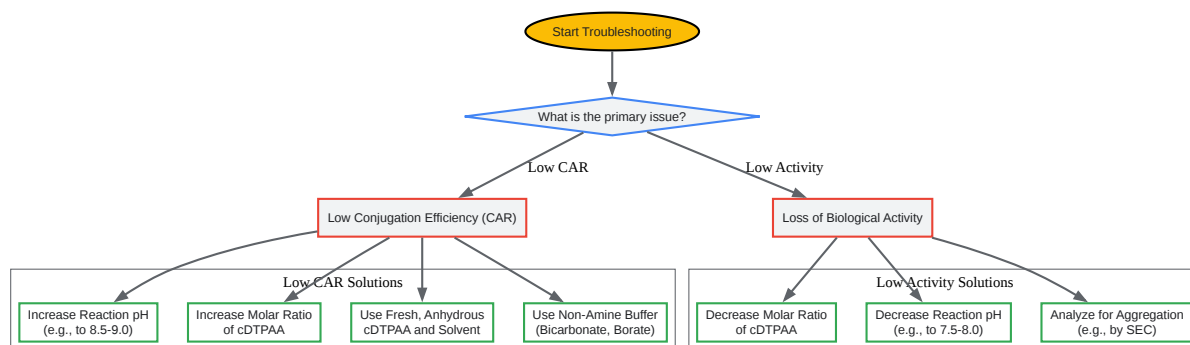 Start Troubleshooting
What is the primary issue?
Low CAR
Low Activity
Low Conjugation Efficiency (CAR)
Loss of Biological Activity
Low CAR Solutions
Low Activity Solutions
Increase Reaction pH
(e.g., to 8.5-9.0)
Increase Molar Ratio
of cDTPAA
Use Fresh, Anhydrous
cDTPAA and Solvent
Use Non-Amine Buffer
(Bicarbonate, Borate)
Decrease Molar Ratio
of cDTPAA
Decrease Reaction pH
(e.g., to 7.5-8.0)
Analyze for Aggregation
(e.g., by SEC)